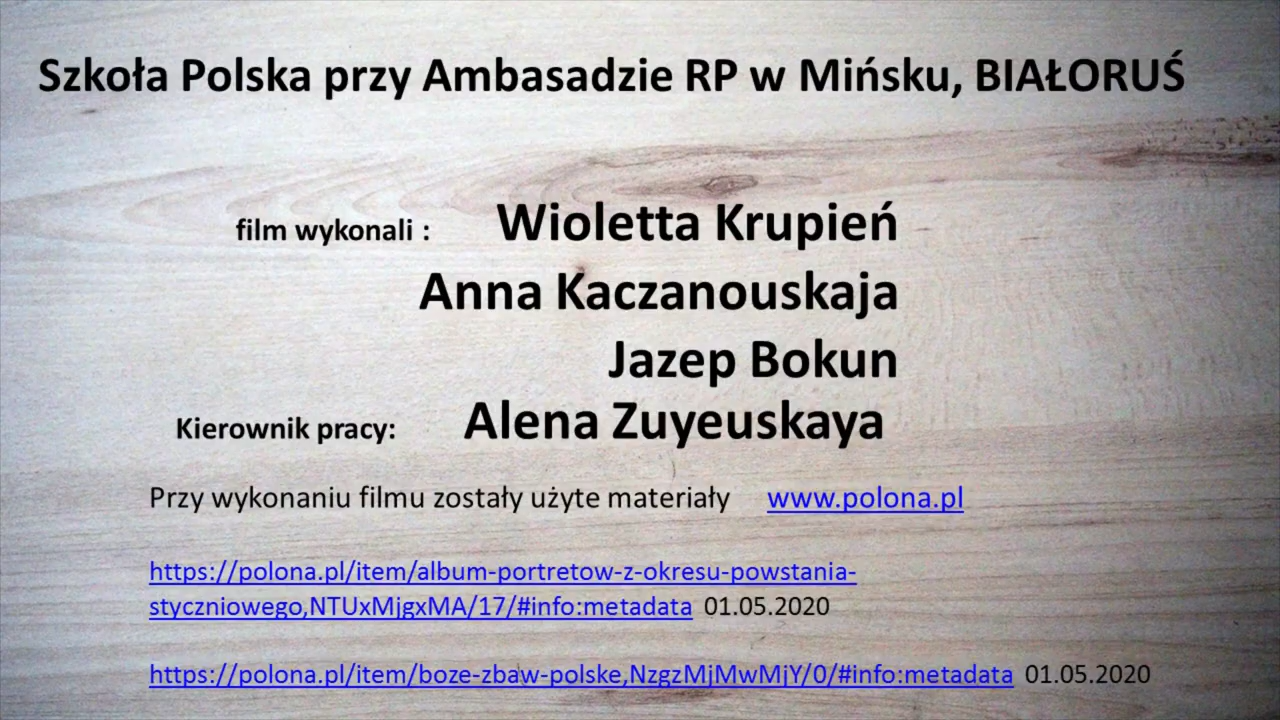 Szkoła Polska przy Ambasadzie RP w Mińsku, BIAŁORUŚ
film wykonali : Wioletta Krupień
Anna Kaczanouskaja
Jazep Bokun
Kierownik pracy: Alena Zuyeuskaya
Przy wykonaniu filmu zostały użyte materiały www.polona.pl
https://polona.pl/item/album-portretow-z-okresu-powstania-
styczniowego,NTUxMjgxMA/17/#info:metadata 01.05.2020
https://polona.pl/item/boze-zbaw-polske,NzgzMjMwMjY/0/#info:metadata 01.05.2020